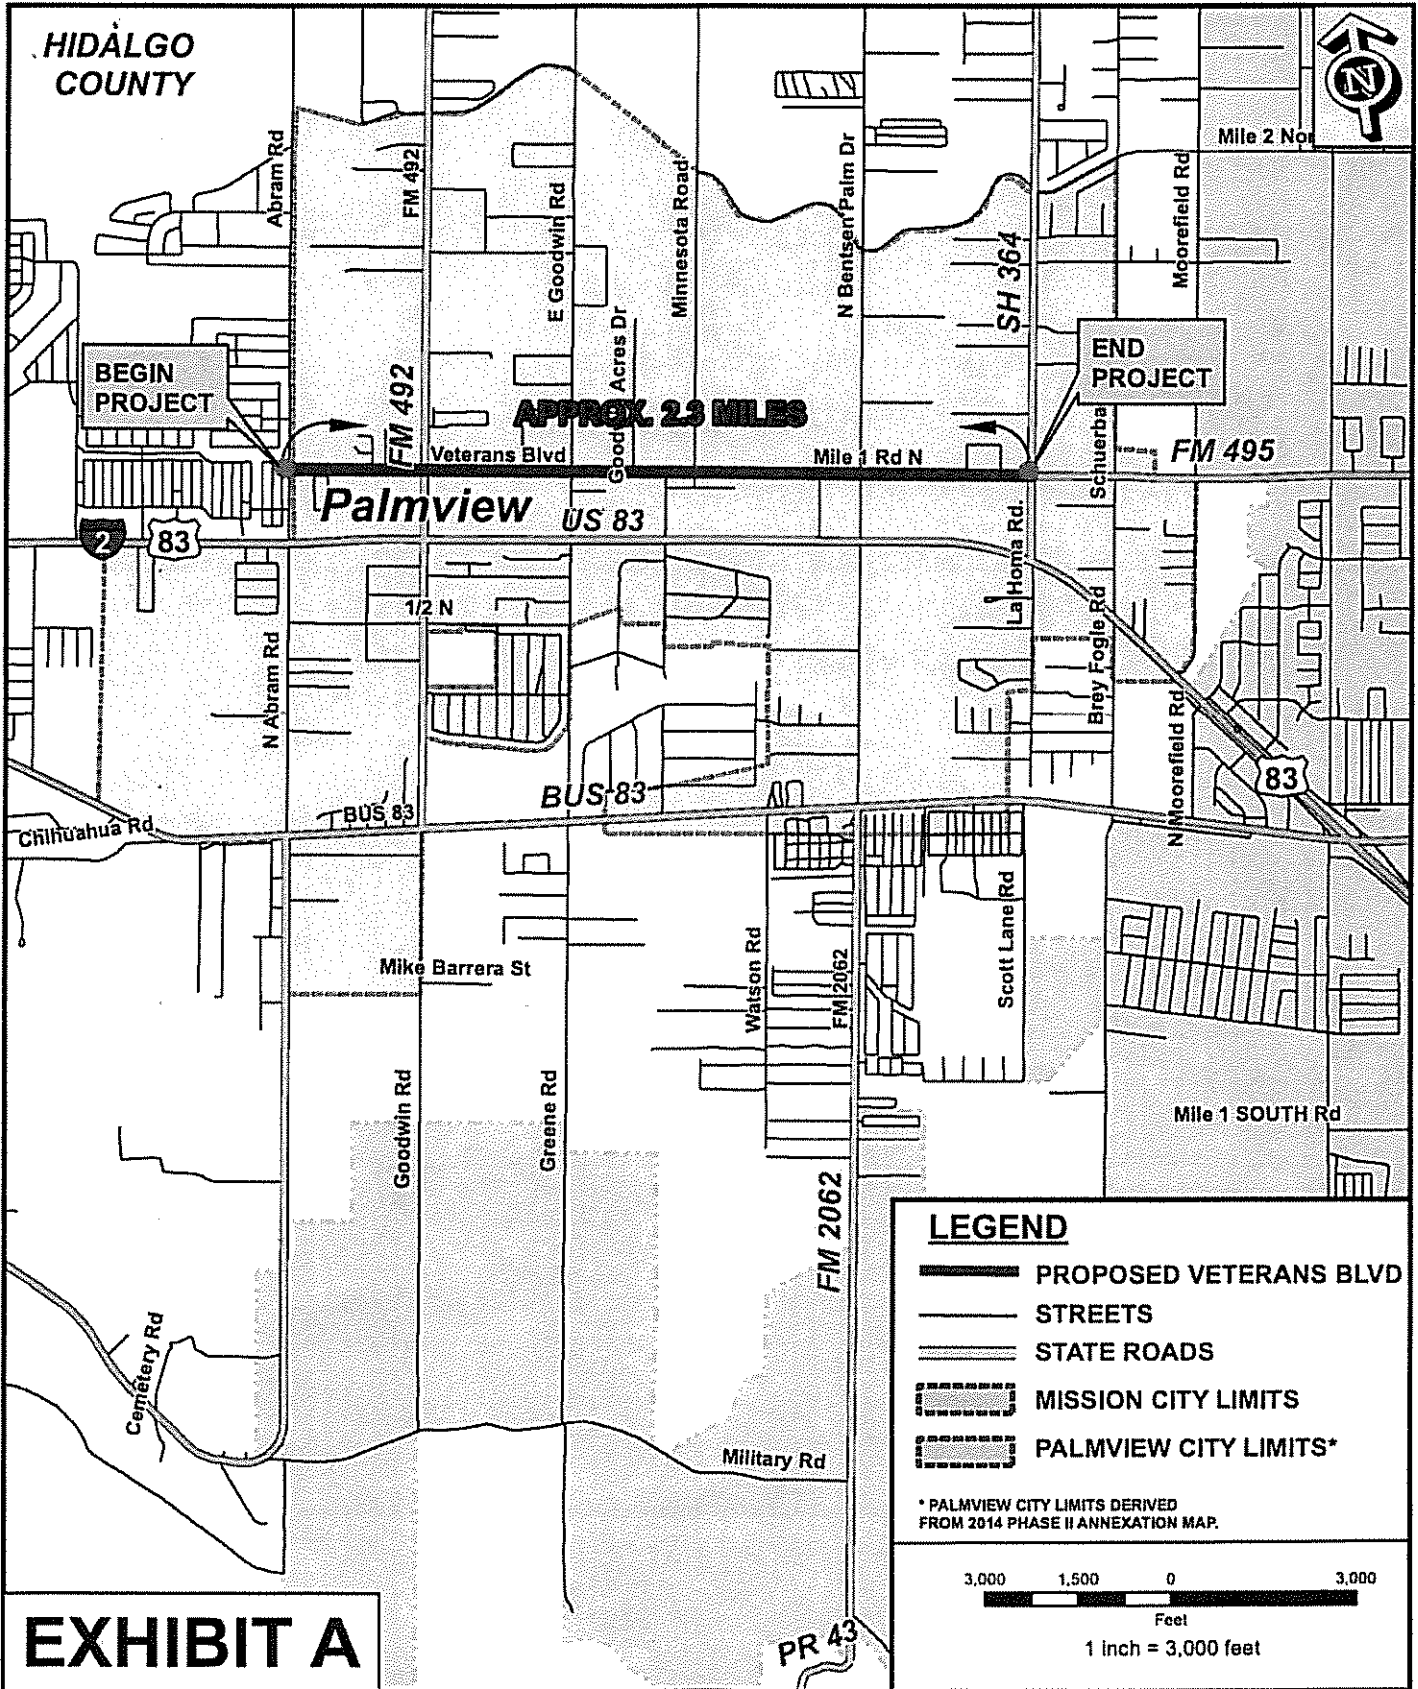 HIDALGO
COUNTY
N
Mile 2 Nor
Abram Rd
FM 492
E Goodwin Rd
Minnesota Road
N Bentsen Palm Dr
SH 364
Moorefield Rd
BEGIN
PROJECT
END
PROJECT
FM 492
Goodw Acres Dr
APPROX. 2.3 MILES
Veterans Blvd
Mile 1 Rd N
Schuerba
FM 495
Palmview
US 83
2
83
La Homa Rd.
1/2 N
N Abram Rd
Brey Fogle Rd
N Moorefield Rd
83
BUS 83
BUS 83
Chihuahua Rd
Mike Barrera St
Watson Rd
FM 2062
Scott Lane Rd
Goodwin Rd
Greene Rd
Mile 1 SOUTH Rd
FM 2062
Cemetery Rd
Military Rd
PR 43
LEGEND
PROPOSED VETERANS BLVD
STREETS
STATE ROADS
MISSION CITY LIMITS
PALMVIEW CITY LIMITS*
* PALMVIEW CITY LIMITS DERIVED
FROM 2014 PHASE II ANNEXATION MAP.
3,000 1,500 0 3,000
Feet
1 inch = 3,000 feet
EXHIBIT A